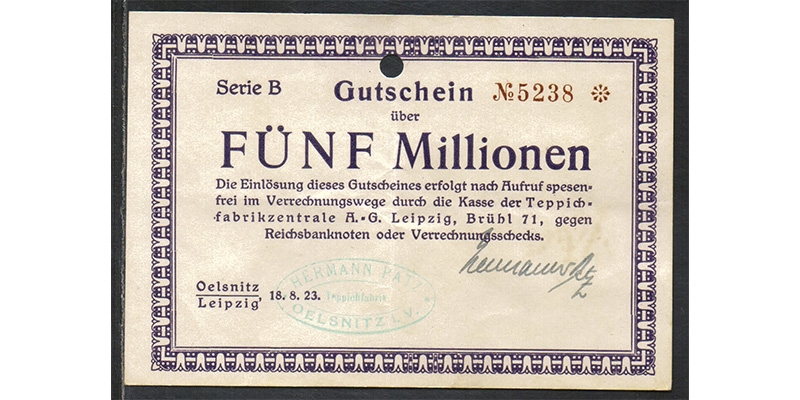 Serie B Gutschein №5238 ❊
über
FÜNF Millionen
Die Einlösung dieses Gutscheines erfolgt nach Aufruf spesen-
frei im Verrechnungswege durch die Kasse der Teppich-
fabrikzentrale A.-G. Leipzig, Brühl 71, gegen
Reichsbanknoten oder Verrechnungsschecks.
Oelsnitz
Leipzig, 18. 8. 23.
HERMANN PATZ
Teppichfabrik
OELSNITZ i. V.